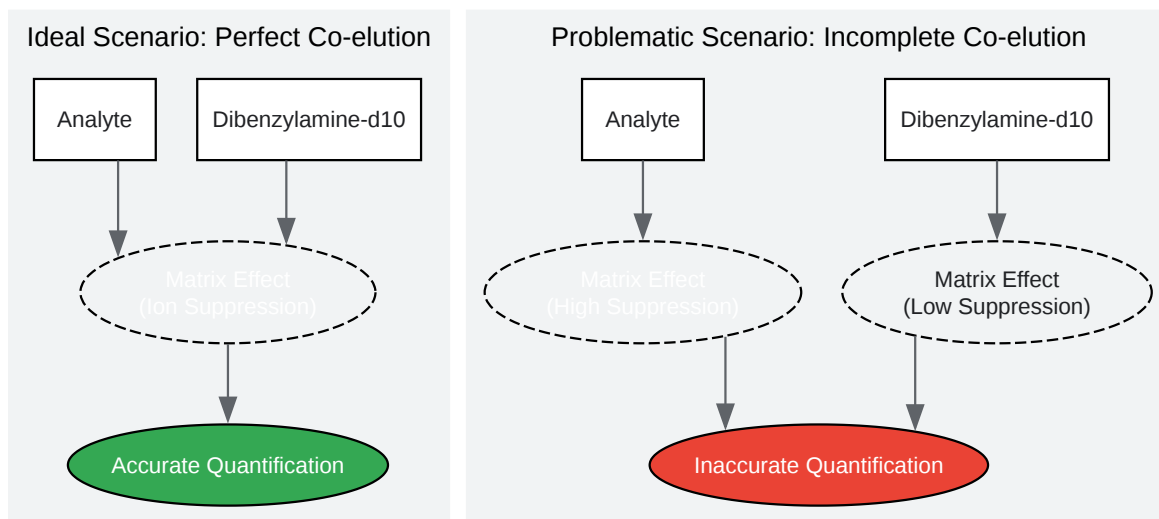 Ideal Scenario: Perfect Co-elution
Analyte
Dibenzylamine-d10
Matrix Effect
(Ion Suppression)
Accurate Quantification
Problematic Scenario: Incomplete Co-elution
Analyte
Dibenzylamine-d10
Matrix Effect
(High Suppression)
Matrix Effect
(Low Suppression)
Inaccurate Quantification